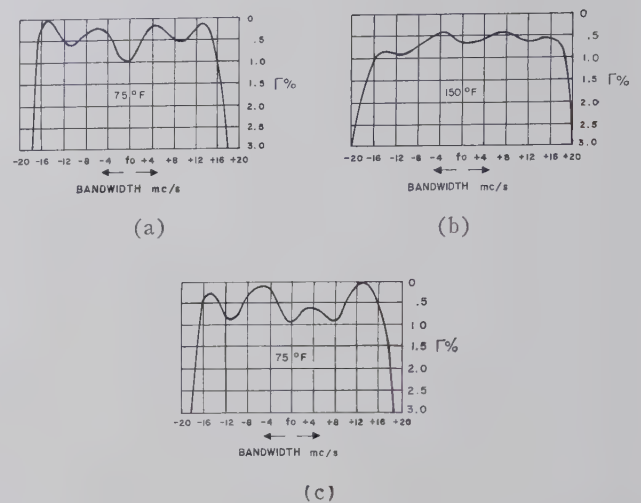 0
.5
1.0
1.5
2.0
2.5
3.0
Γ%
75°F
-20 -16 -12 -8 -4 fo +4 +8 +12 +16 +20
BANDWIDTH mc/s
(a)
0
.5
1.0
1.5
2.0
2.5
3.0
Γ%
150°F
-20 -16 -12 -8 -4 fo +4 +8 +12 +16 +20
BANDWIDTH mc/s
(b)
0
.5
1.0
1.5
2.0
2.5
3.0
Γ%
75°F
-20 -16 -12 -8 -4 fo +4 +8 +12 +16 +20
BANDWIDTH mc/s
(c)